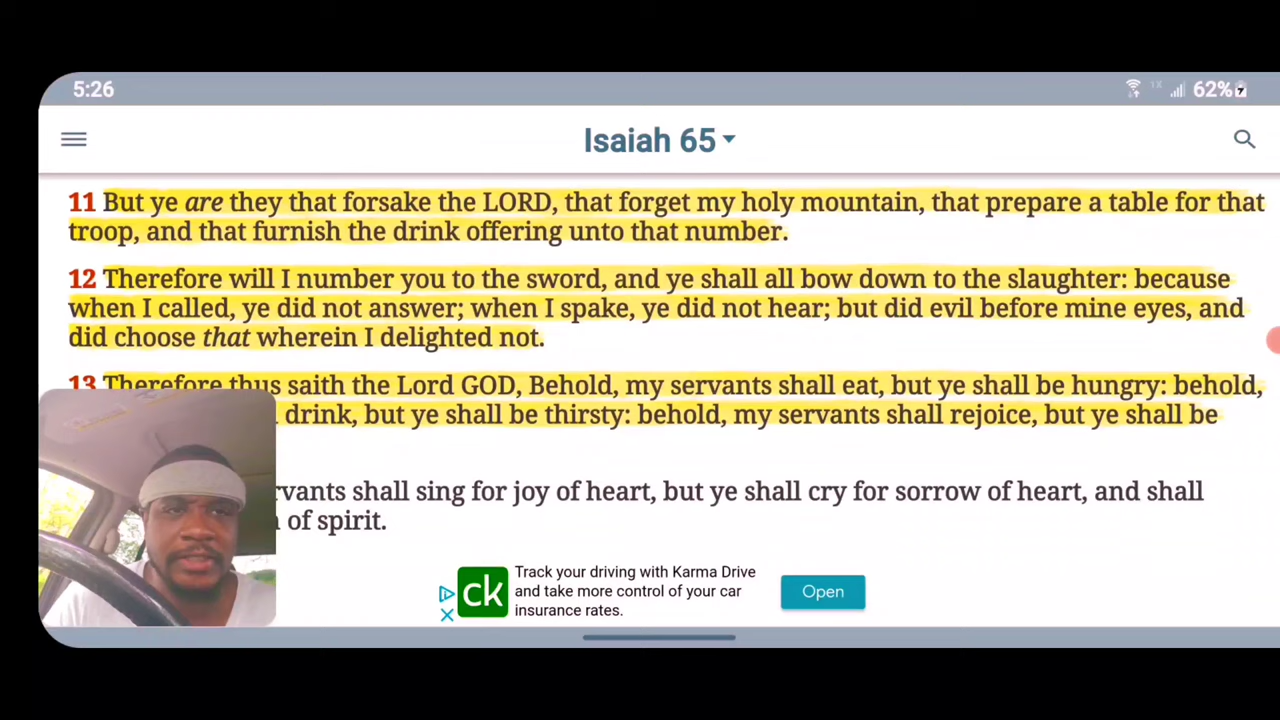 5:26
1X
62%
Isaiah 65
11 But ye are they that forsake the LORD, that forget my holy mountain, that prepare a table for that
troop, and that furnish the drink offering unto that number.
12 Therefore will I number you to the sword, and ye shall all bow down to the slaughter: because
when I called, ye did not answer; when I spake, ye did not hear; but did evil before mine eyes, and
did choose that wherein I delighted not.
13 Therefore thus saith the Lord GOD, Behold, my servants shall eat, but ye shall be hungry: behold,
drink, but ye shall be thirsty: behold, my servants shall rejoice, but ye shall be
rvants shall sing for joy of heart, but ye shall cry for sorrow of heart, and shall
of spirit.
ck
Track your driving with Karma Drive
and take more control of your car
insurance rates.
Open